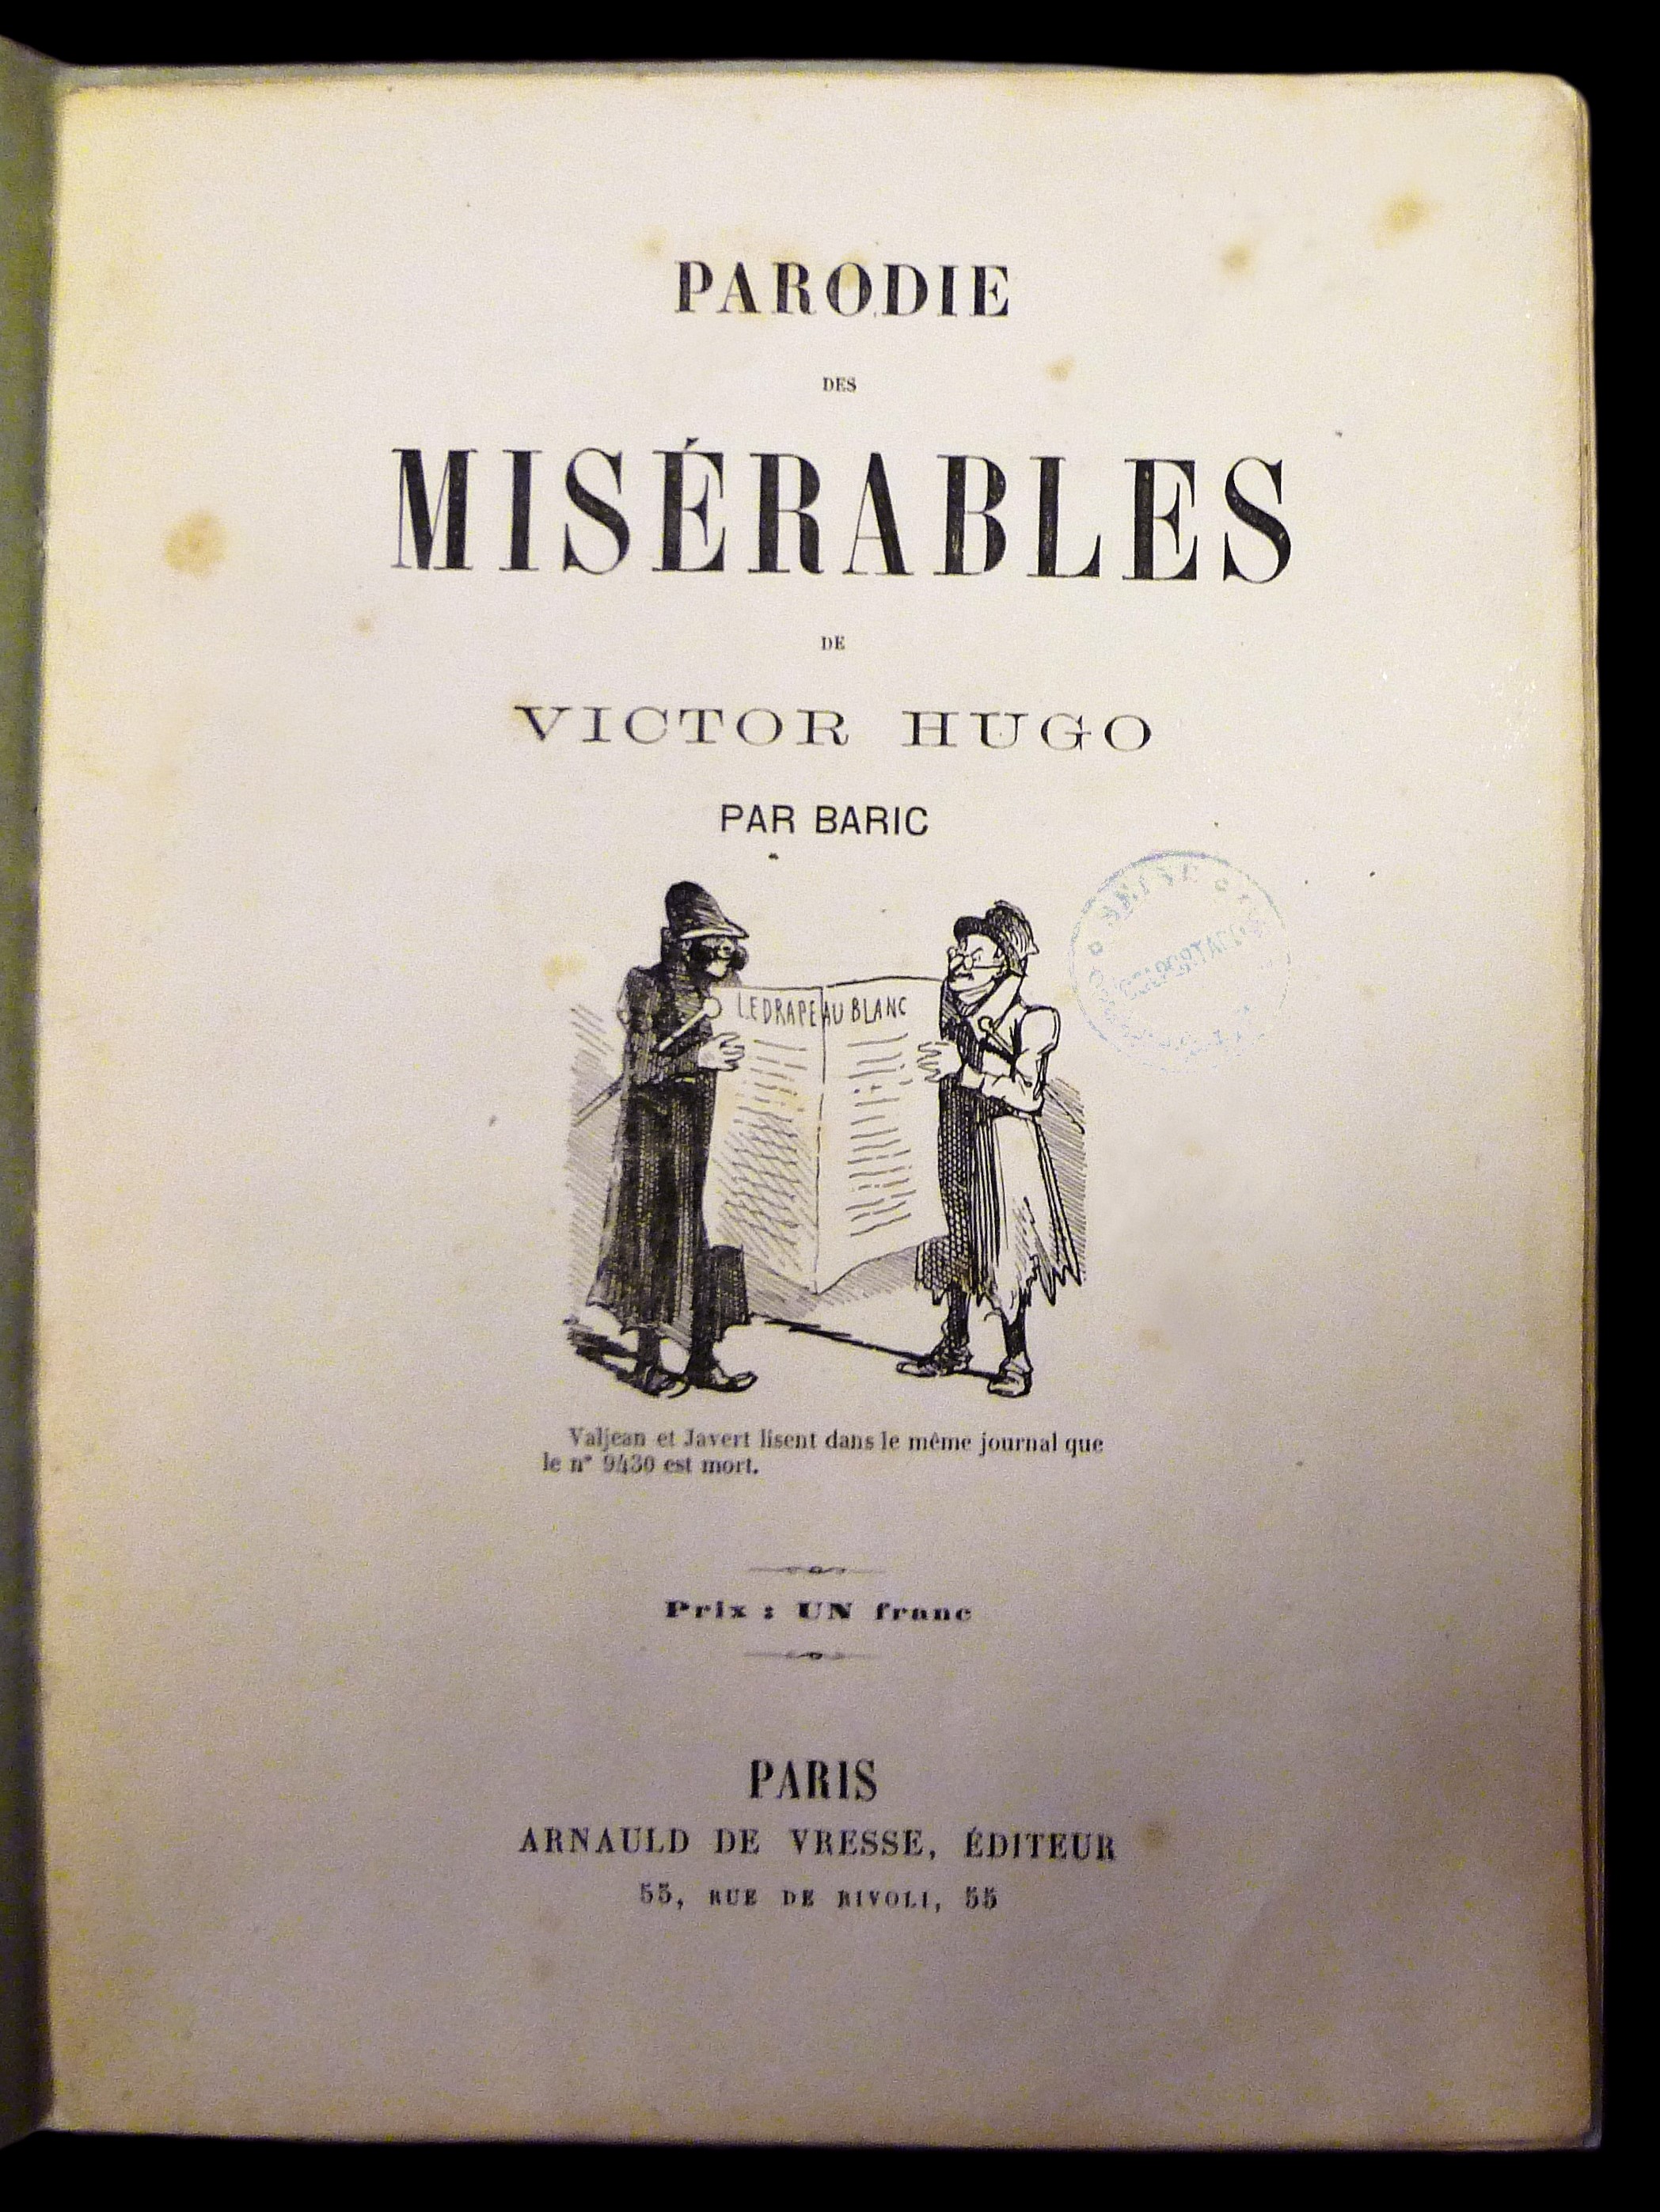 PARODIE
DES
MISÉRABLES
DE
VICTOR HUGO
PAR BARIC
LE DRAPEAU BLANC
Valjean et Javert lisent dans le même journal que
le n° 9430 est mort.
Prix : UN franc
PARIS
ARNAULD DE VRESSE, ÉDITEUR
55, RUE DE RIVOLI, 55
SEINE